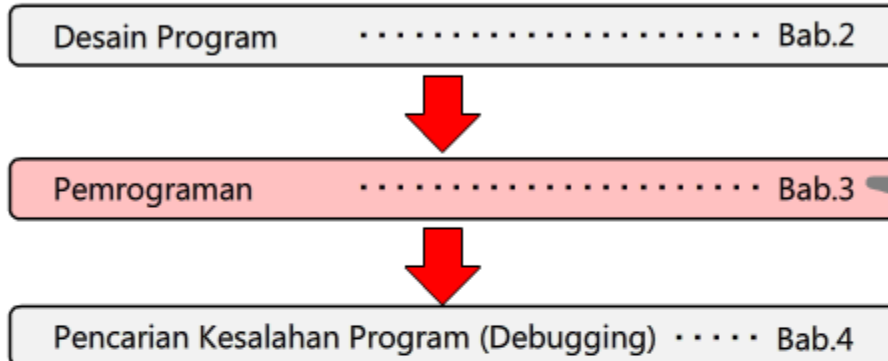 Desain Program ······················· Bab.2
Pemrograman ······················· Bab.3
Pencarian Kesalahan Program (Debugging) ····· Bab.4